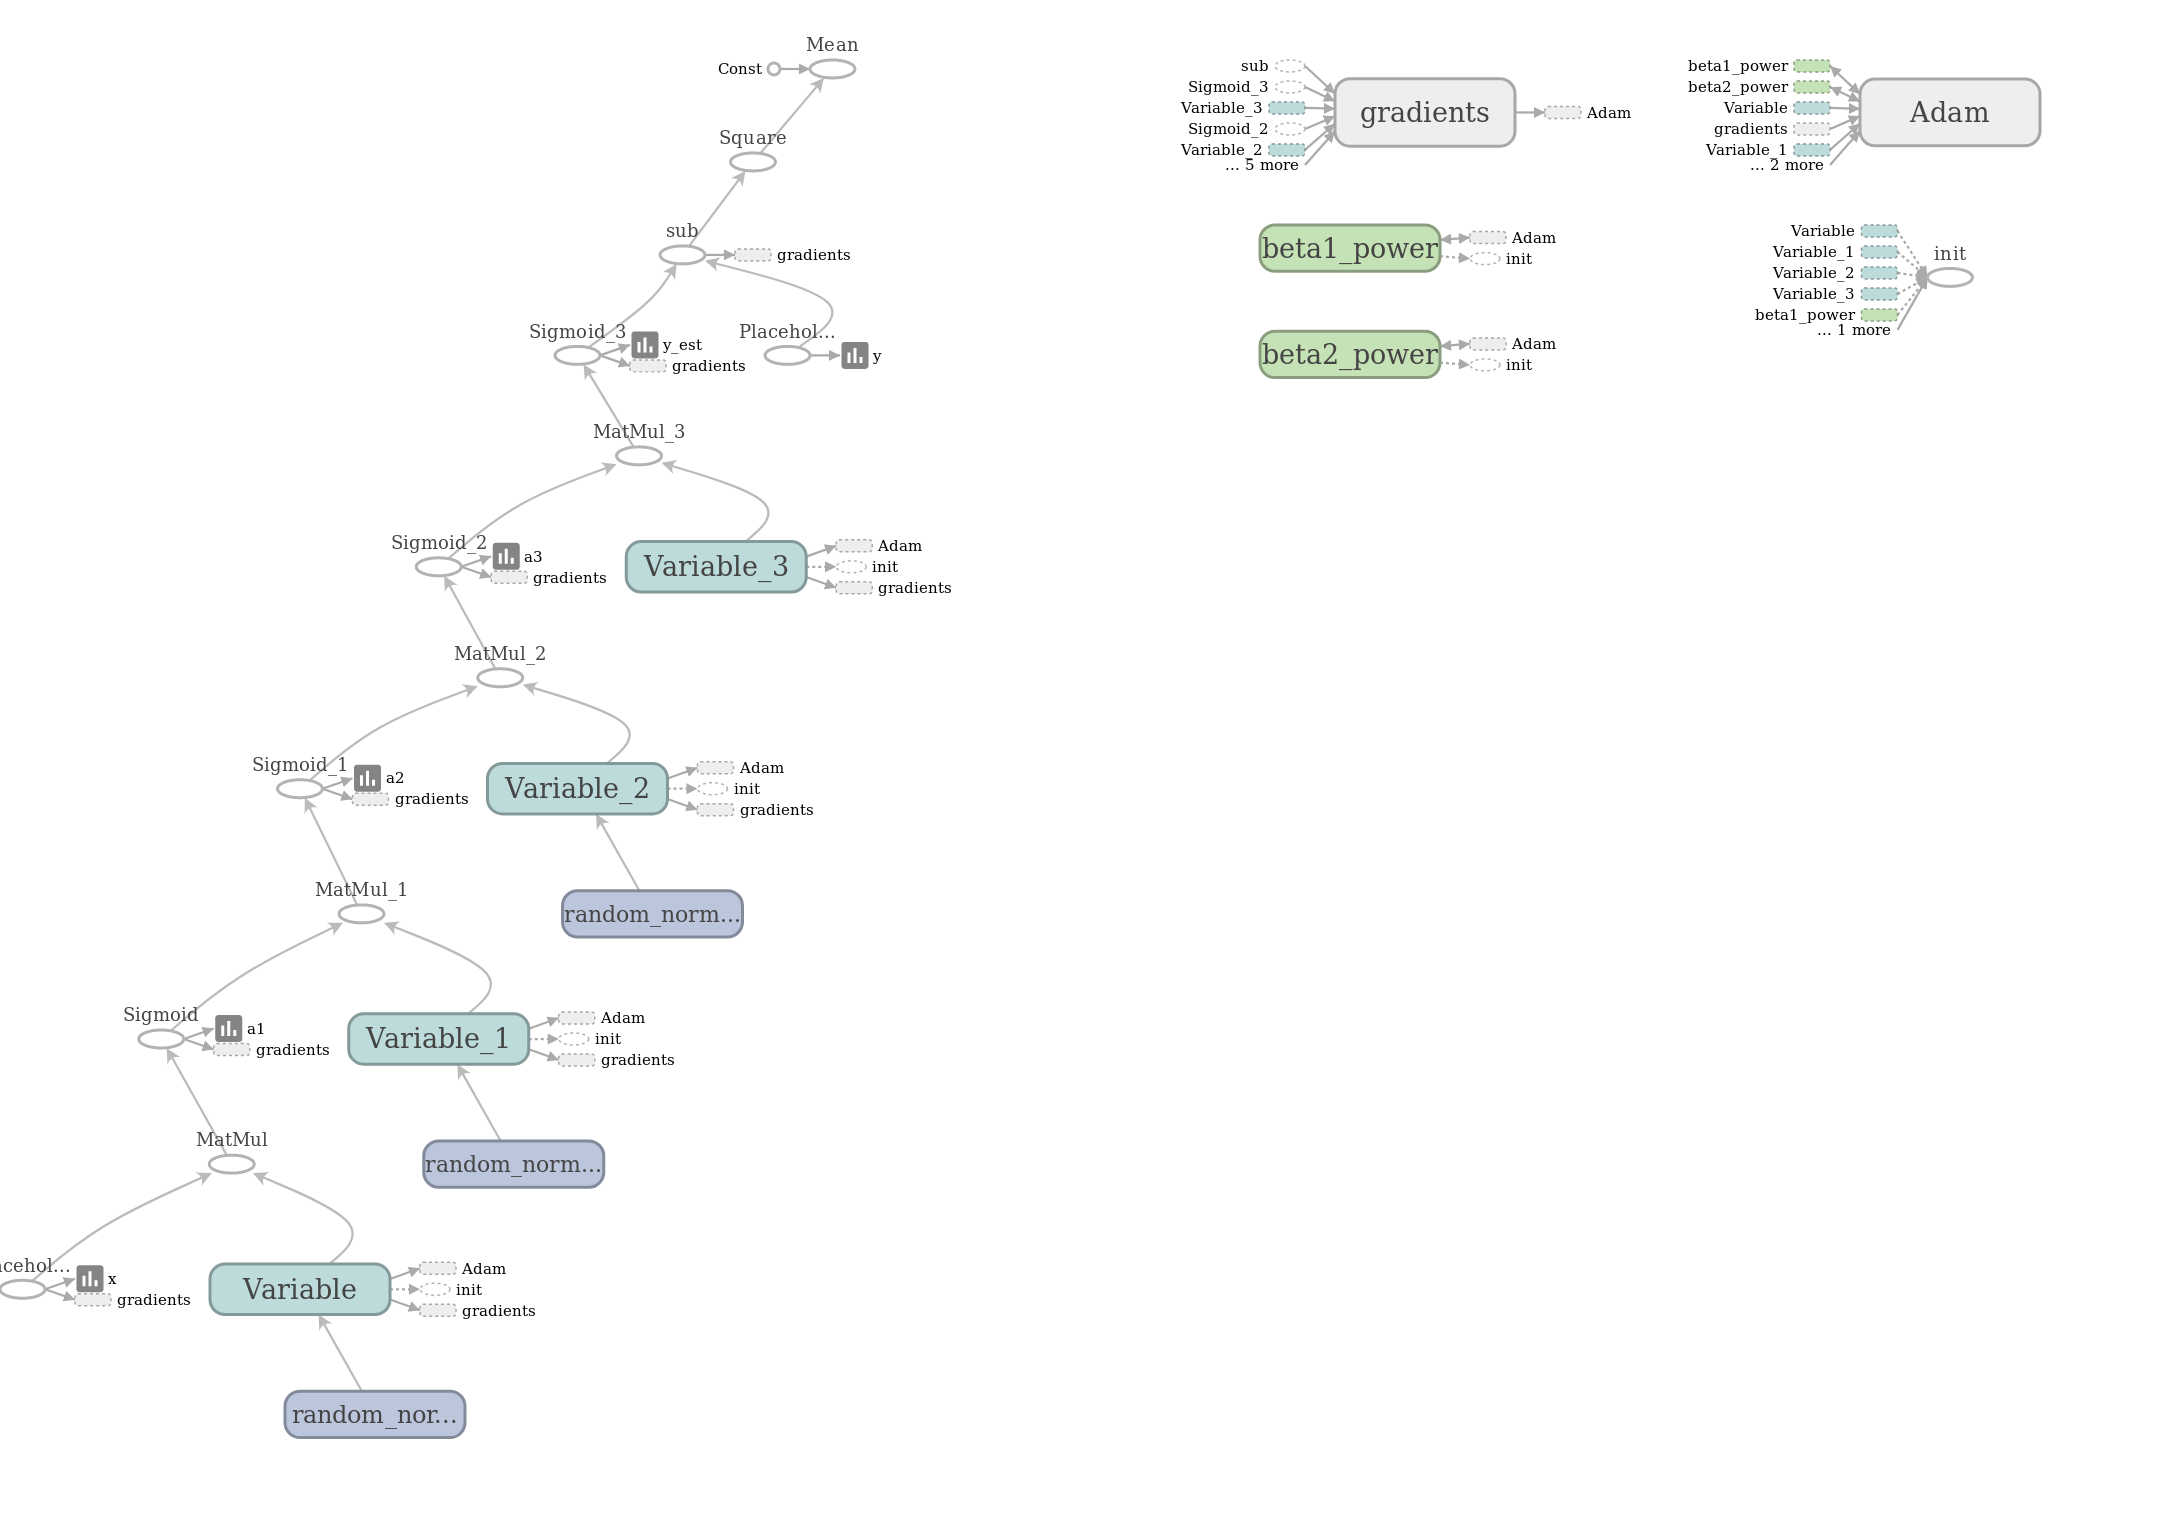 Mean
Const
Square
sub
gradients
Sigmoid_3
y_est
gradients
Placehol...
y
MatMul_3
Sigmoid_2
a3
gradients
Variable_3
Adam
init
gradients
MatMul_2
Sigmoid_1
a2
gradients
Variable_2
Adam
init
gradients
MatMul_1
random_norm...
Sigmoid
a1
gradients
Variable_1
Adam
init
gradients
MatMul
random_norm...
acehol...
x
gradients
Variable
Adam
init
gradients
random_nor...
sub
Sigmoid_3
Variable_3
Sigmoid_2
Variable_2
... 5 more
gradients
Adam
beta1_power
beta2_power
Variable
gradients
Variable_1
... 2 more
Adam
beta1_power
Adam
init
beta2_power
Adam
init
Variable
Variable_1
Variable_2
Variable_3
beta1_power
... 1 more
init